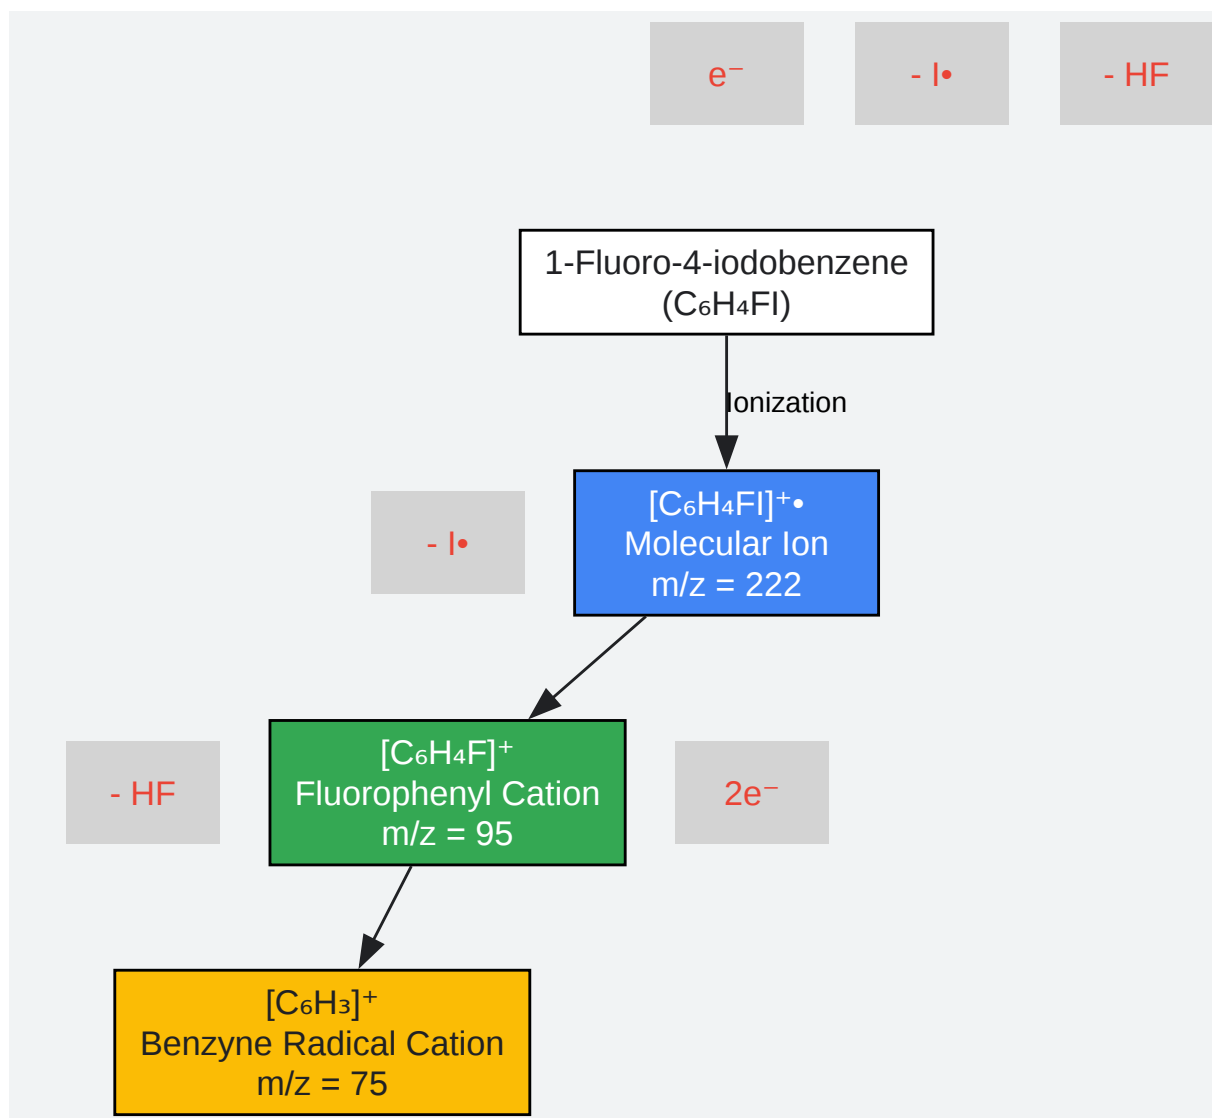 e⁻
- I•
- HF
1-Fluoro-4-iodobenzene
(C₆H₄FI)
Ionization
[C₆H₄FI]⁺•
Molecular Ion
m/z = 222
- I•
[C₆H₄F]⁺
Fluorophenyl Cation
m/z = 95
- HF
2e⁻
[C₆H₃]⁺
Benzyne Radical Cation
m/z = 75